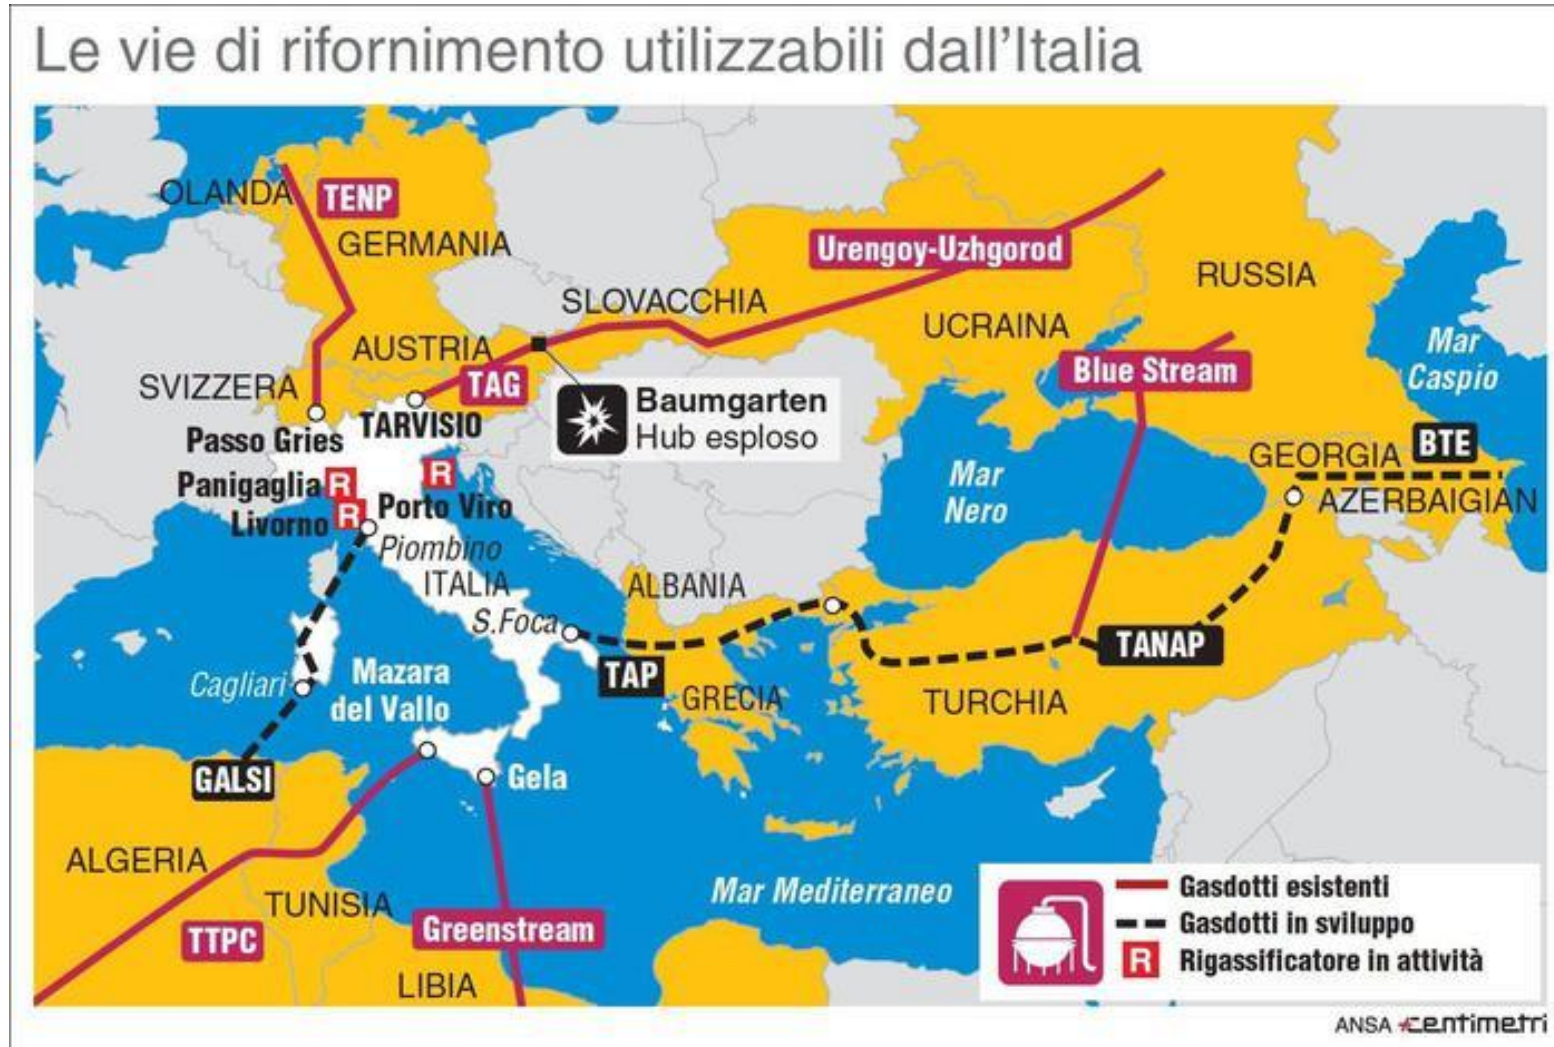 Le vie di rifornimento utilizzabili dall'Italia
OLANDA
TENP
GERMANIA
Urengoy-Uzhgorod
RUSSIA
SLOVACCHIA
UCRAINA
AUSTRIA
Mar
Caspio
SVIZZERA
TAG
Blue Stream
Baumgarten
Hub esploso
TARVISIO
Passo Gries
GEORGIA
BTE
Panigaglia R
R
Mar
Nero
AZERBAIGIAN
Livorno R
Porto Viro
Piombino
ITALIA
ALBANIA
S.Foca
TANAP
Cagliari
Mazara
del Vallo
TAP
GRECIA
TURCHIA
GALSI
Gela
ALGERIA
TUNISIA
Mar Mediterraneo
TTPC
Greenstream
LIBIA
Gasdotti esistenti
Gasdotti in sviluppo
R Rigassificatore in attività
ANSA centimetri